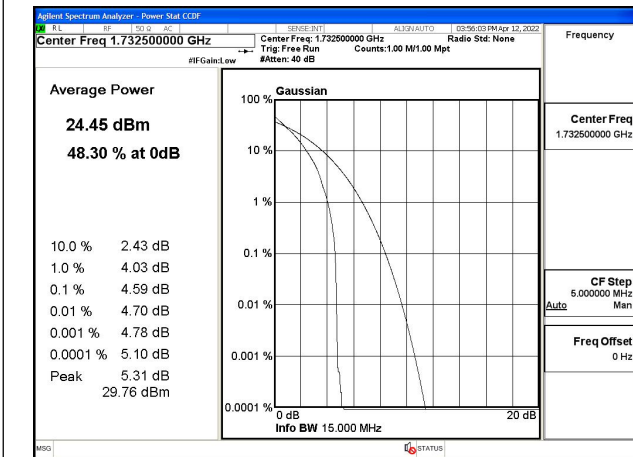 Agilent Spectrum Analyzer - Power Stat CCDF
RL RF 50 Ω AC SENSE:INT ALIGNAUTO 03:56:03 PM Apr 12, 2022
Center Freq 1.732500000 GHz
Center Freq: 1.732500000 GHz Radio Std: None
Trig: Free Run Counts:1.00 M/1.00 Mpt
#IFGain:Low #Atten: 40 dB
Frequency
Average Power
24.45 dBm
48.30 % at 0dB
10.0 % 2.43 dB
1.0 % 4.03 dB
0.1 % 4.59 dB
0.01 % 4.70 dB
0.001 % 4.78 dB
0.0001 % 5.10 dB
Peak 5.31 dB
29.76 dBm
Gaussian
100 %
10 %
1 %
0.1 %
0.01 %
0.001 %
0.0001 %
0 dB 20 dB
Info BW 15.000 MHz
Center Freq
1.732500000 GHz
CF Step
5.000000 MHz
Auto Man
Freq Offset
0 Hz
MSG STATUS